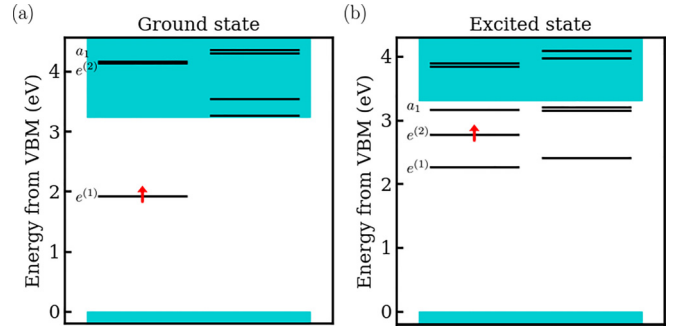 (a)
Ground state
Energy from VBM (eV)
4
3
2
1
0
a₁
e⁽²⁾
e⁽¹⁾
(b)
Excited state
Energy from VBM (eV)
4
3
2
1
0
a₁
e⁽²⁾
e⁽¹⁾